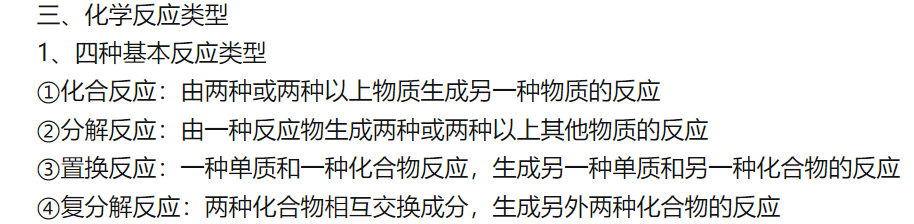 三、化学反应类型
1、四种基本反应类型
①化合反应：由两种或两种以上物质生成另一种物质的反应
②分解反应：由一种反应物生成两种或两种以上其他物质的反应
③置换反应：一种单质和一种化合物反应，生成另一种单质和另一种化合物的反应
④复分解反应：两种化合物相互交换成分，生成另外两种化合物的反应